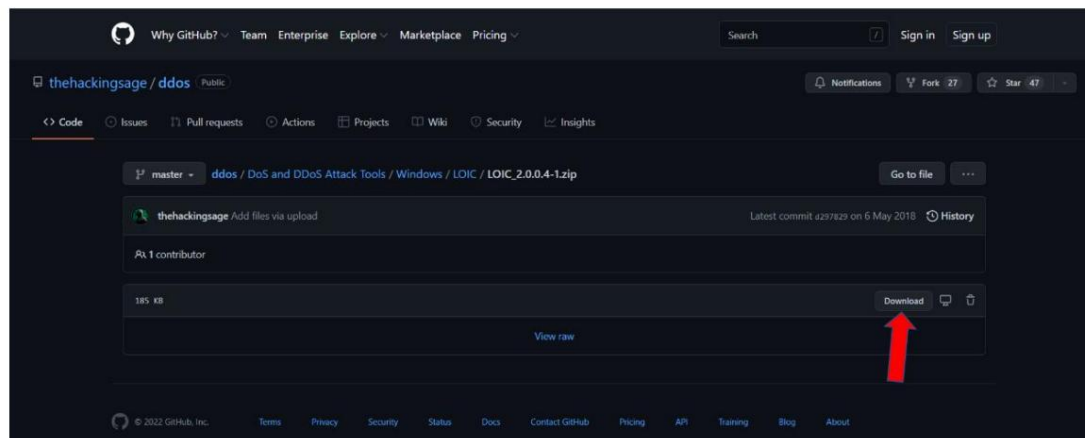 Why GitHub? Team Enterprise Explore Marketplace Pricing Search / Sign in Sign up
thehackingsage / ddos Public Notifications Fork 27 Star 47
<> Code Issues Pull requests Actions Projects Wiki Security Insights
master ddos / DoS and DDoS Attack Tools / Windows / LOIC / LOIC_2.0.0.4-1.zip Go to file ...
thehackingsage Add files via upload Latest commit a297829 on 6 May 2018 History
1 contributor
185 KB Download
View raw
© 2022 GitHub, Inc. Terms Privacy Security Status Docs Contact GitHub Pricing API Training Blog About